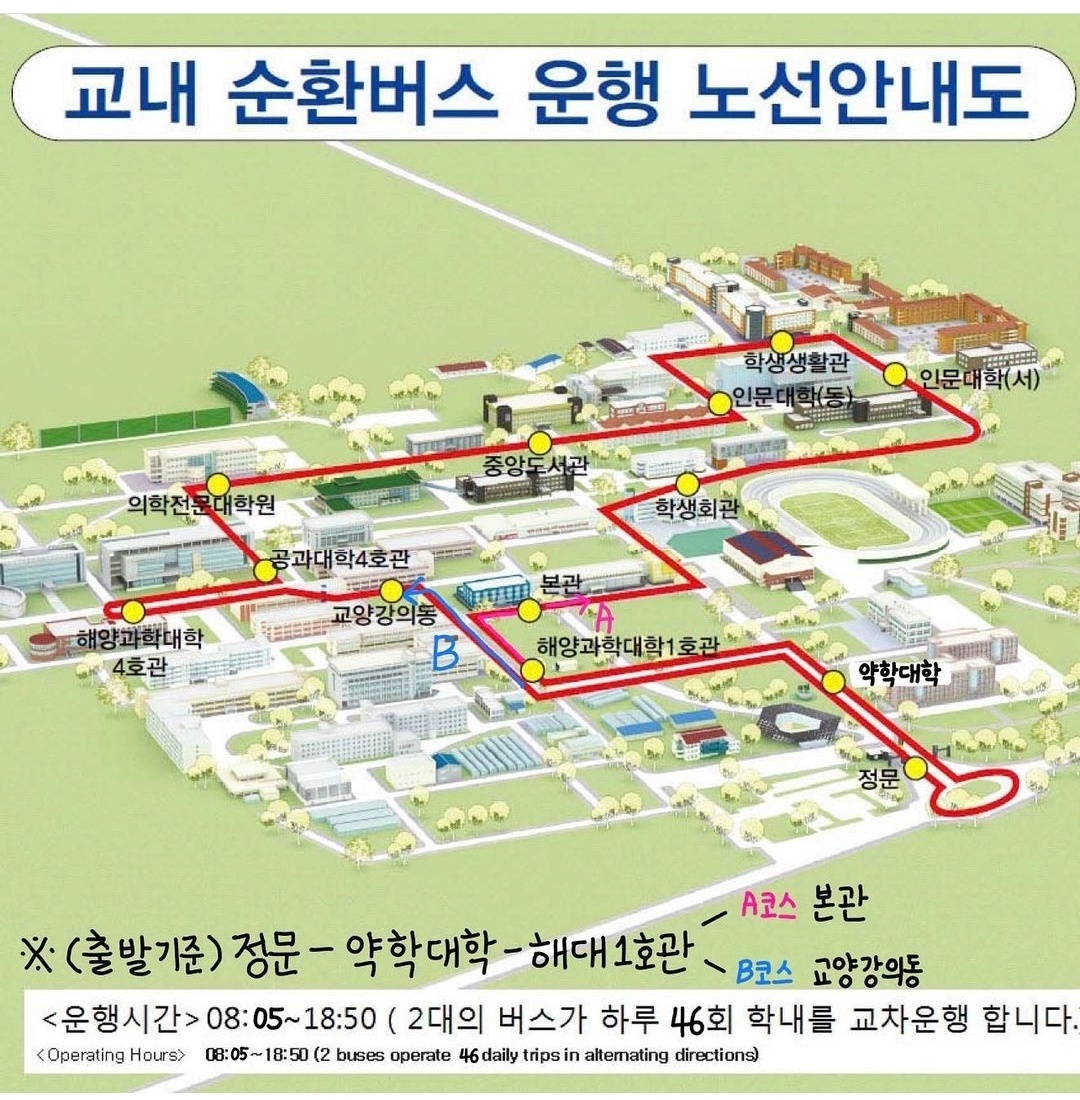 교내 순환버스 운행 노선안내도
학생생활관
인문대학(서)
인문대학(동)
중앙도서관
의학전문대학원
학생회관
공과대학4호관
본관
교양강의동
A
해양과학대학
4호관
B
해양과학대학1호관
약학대학
정문
A코스 본관
※(출발기준) 정문 - 약학대학 - 해대1호관
B코스 교양강의동
<운행시간> 08:05~18:50 ( 2대의 버스가 하루 46회 학내를 교차운행 합니다.
<Operating Hours> 08:05~18:50 (2 buses operate 46 daily trips in alternating directions)